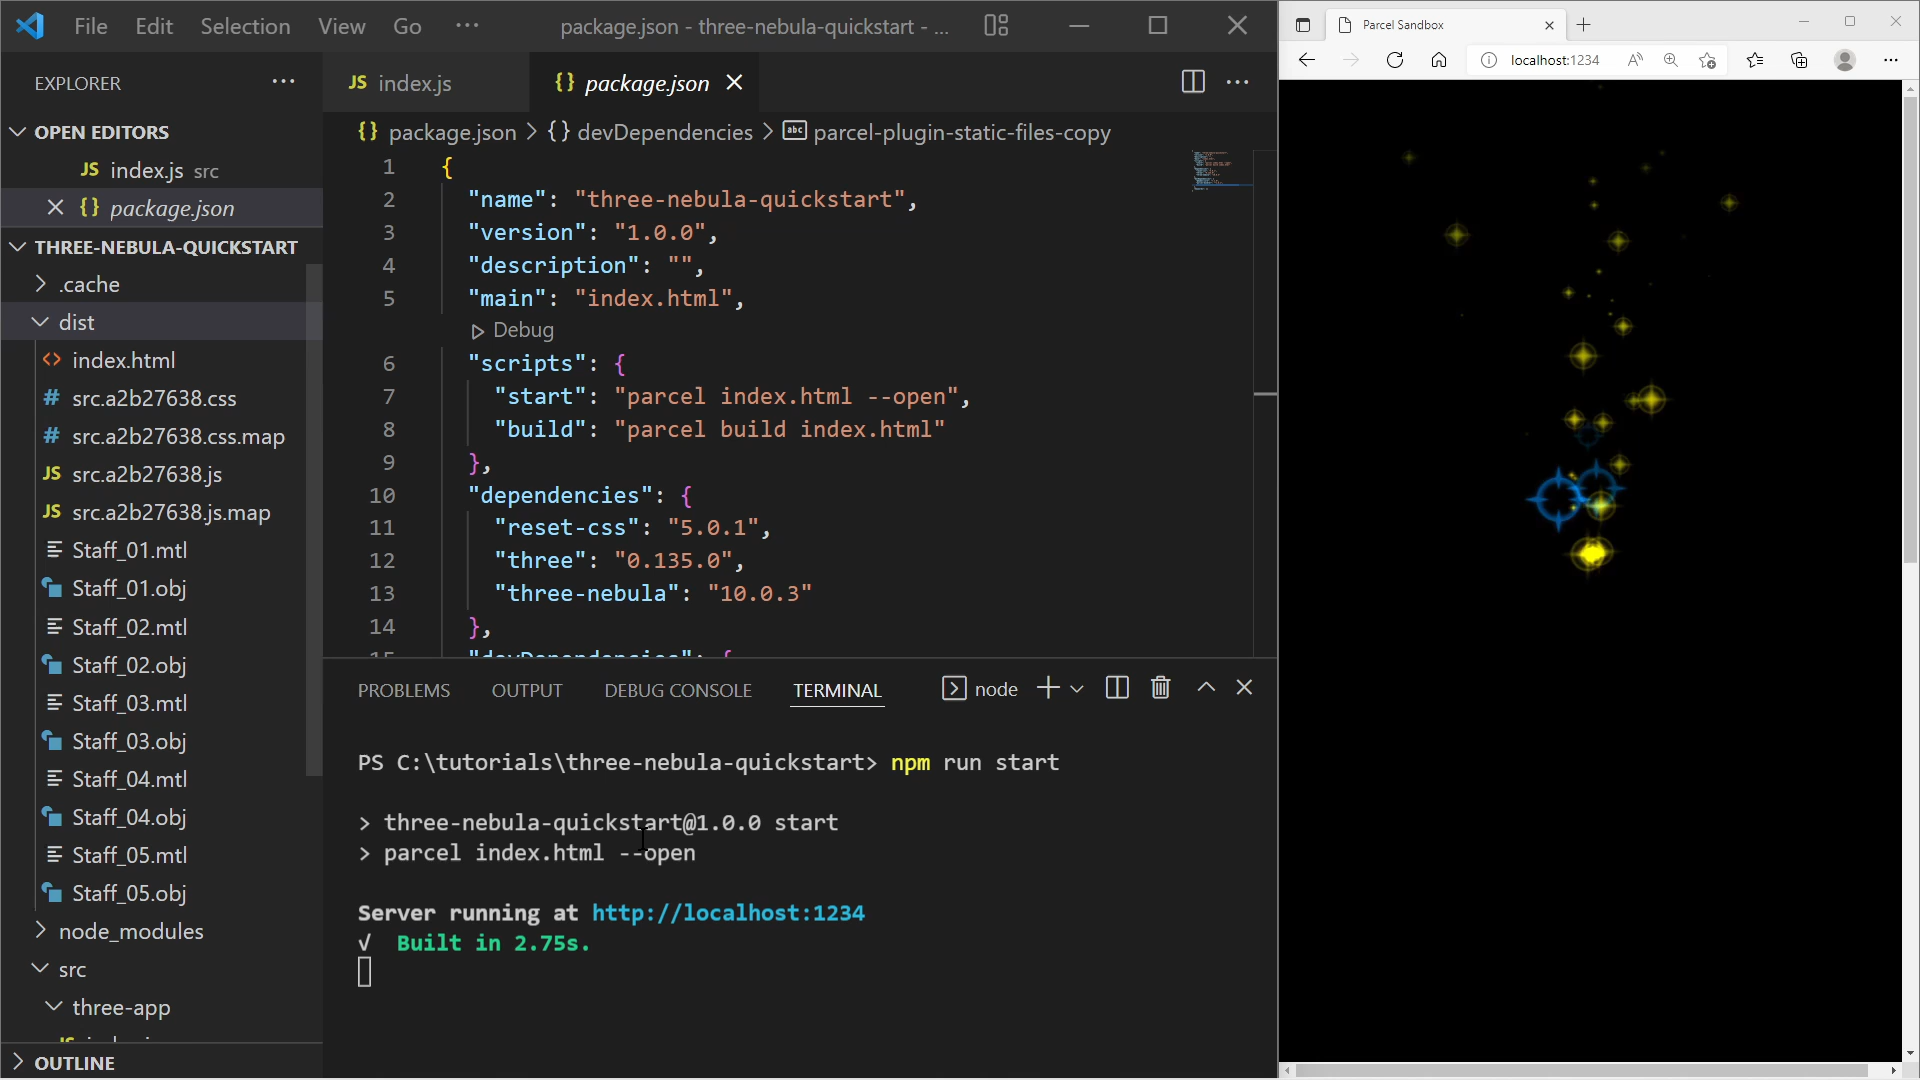 File Edit Selection View Go ··· package.json - three-nebula-quickstart - ...
EXPLORER
OPEN EDITORS
JS index.js src
{} package.json
THREE-NEBULA-QUICKSTART
.cache
dist
<> index.html
# src.a2b27638.css
# src.a2b27638.css.map
JS src.a2b27638.js
JS src.a2b27638.js.map
Staff_01.mtl
Staff_01.obj
Staff_02.mtl
Staff_02.obj
Staff_03.mtl
Staff_03.obj
Staff_04.mtl
Staff_04.obj
Staff_05.mtl
Staff_05.obj
node_modules
src
three-app
OUTLINE
JS index.js {} package.json
{} package.json > {} devDependencies > abc parcel-plugin-static-files-copy
1 {
2 "name": "three-nebula-quickstart",
3 "version": "1.0.0",
4 "description": "",
5 "main": "index.html",
Debug
6 "scripts": {
7 "start": "parcel index.html --open",
8 "build": "parcel build index.html"
9 },
10 "dependencies": {
11 "reset-css": "5.0.1",
12 "three": "0.135.0",
13 "three-nebula": "10.0.3"
14 },
15 "devDependencies": {
PROBLEMS OUTPUT DEBUG CONSOLE TERMINAL node
PS C:\tutorials\three-nebula-quickstart> npm run start
> three-nebula-quickstart@1.0.0 start
> parcel index.html --open
Server running at http://localhost:1234
√ Built in 2.75s.
Parcel Sandbox
localhost:1234